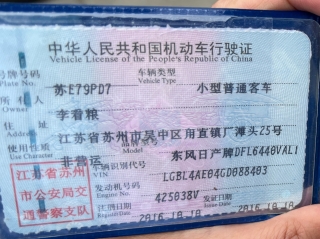 中华人民共和国机动车行驶证
Vehicle License of the People's Republic of China
号牌号码 车辆类型
Plate No. Vehicle Type
苏E79PD7 小型普通客车
所有人 李着粮
Owner
住址 江苏省苏州市吴中区甪直镇厂滩头25号
Address
使用性质 非营运 品牌型号 东风日产牌DFL6440VAL1
Use Character Model
江苏省苏州 车辆识别代号 LGBL4AE04GD088403
VIN
市公安局交 发动机号码 425038V
Engine No.
通警察支队 注册日期 2016.10.10 发证日期 2016.10.10
Register Date Issue Date